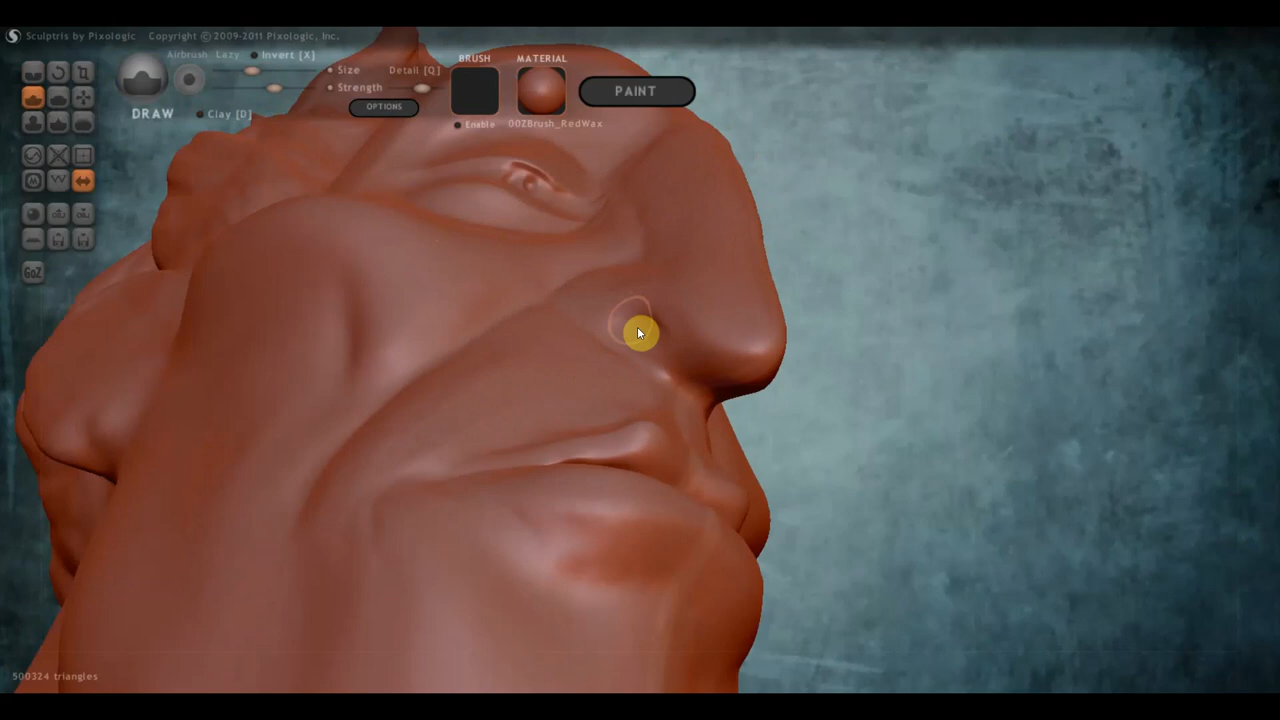 Sculptris by Pixologic Copyright ©2009-2011 Pixologic, Inc.
Airbrush Lazy Invert [X]
Size Detail [Q]
Strength
OPTIONS
DRAW Clay [D]
BRUSH
Enable
MATERIAL
00ZBrush_RedWax
PAINT
GoZ
500324 triangles